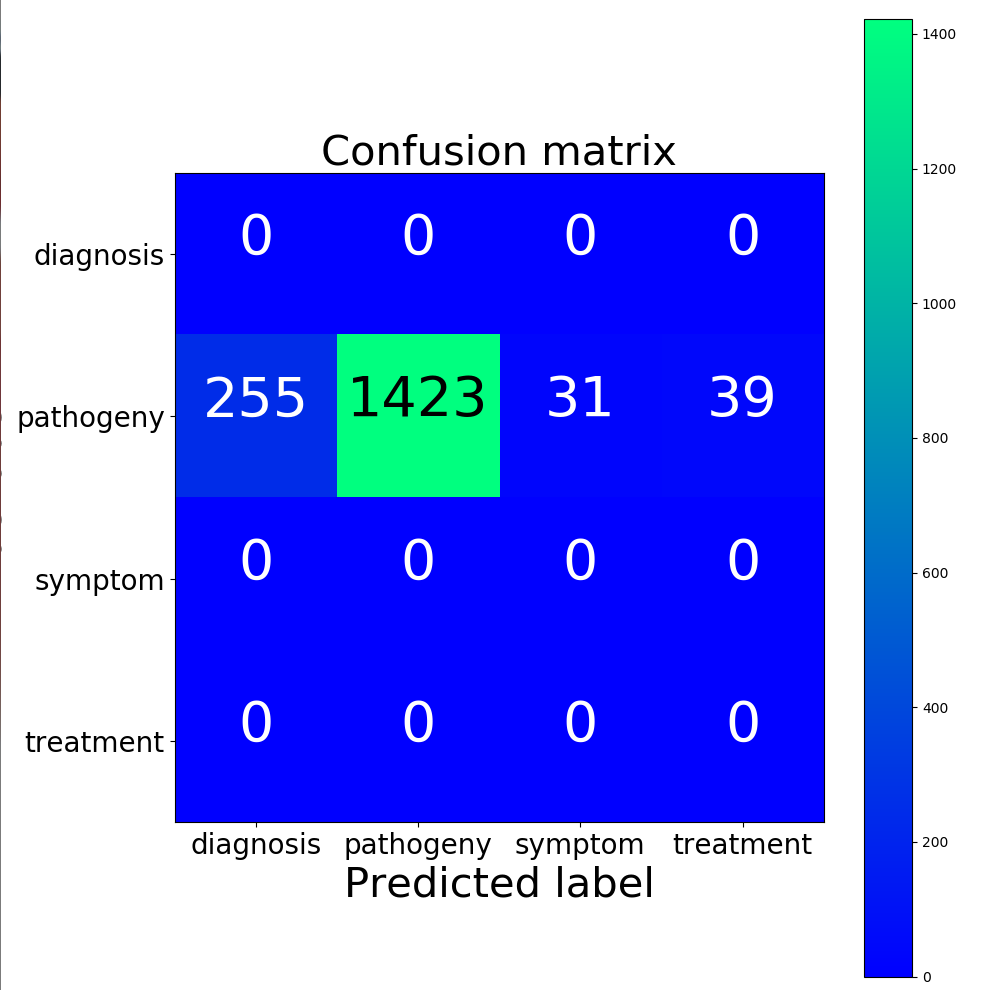 Confusion matrix
diagnosis 0 0 0 0
pathogeny 255 1423 31 39
symptom 0 0 0 0
treatment 0 0 0 0
diagnosis pathogeny symptom treatment
Predicted label
1400
1200
1000
800
600
400
200
0